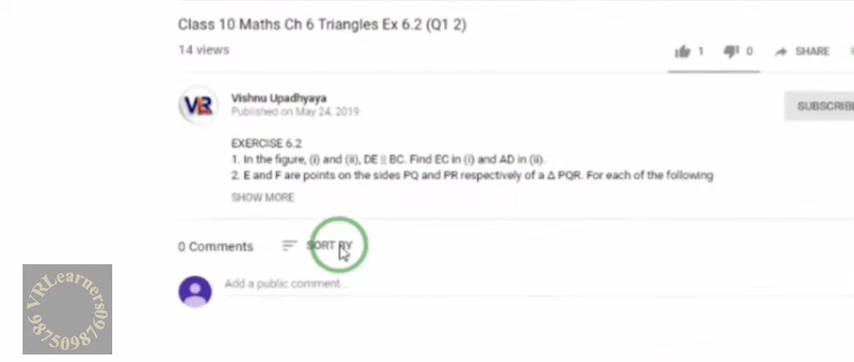 Class 10 Maths Ch 6 Triangles Ex 6.2 (Q1 2)
14 views
1 0 SHARE
VR Vishnu Upadhyaya
Published on May 24, 2019
SUBSCRIBE
EXERCISE 6.2
1. In the figure, (i) and (ii), DE || BC. Find EC in (i) and AD in (ii).
2. E and F are points on the sides PQ and PR respectively of a Δ PQR. For each of the following
SHOW MORE
0 Comments SORT BY
Add a public comment...
VRLearners
9875098760